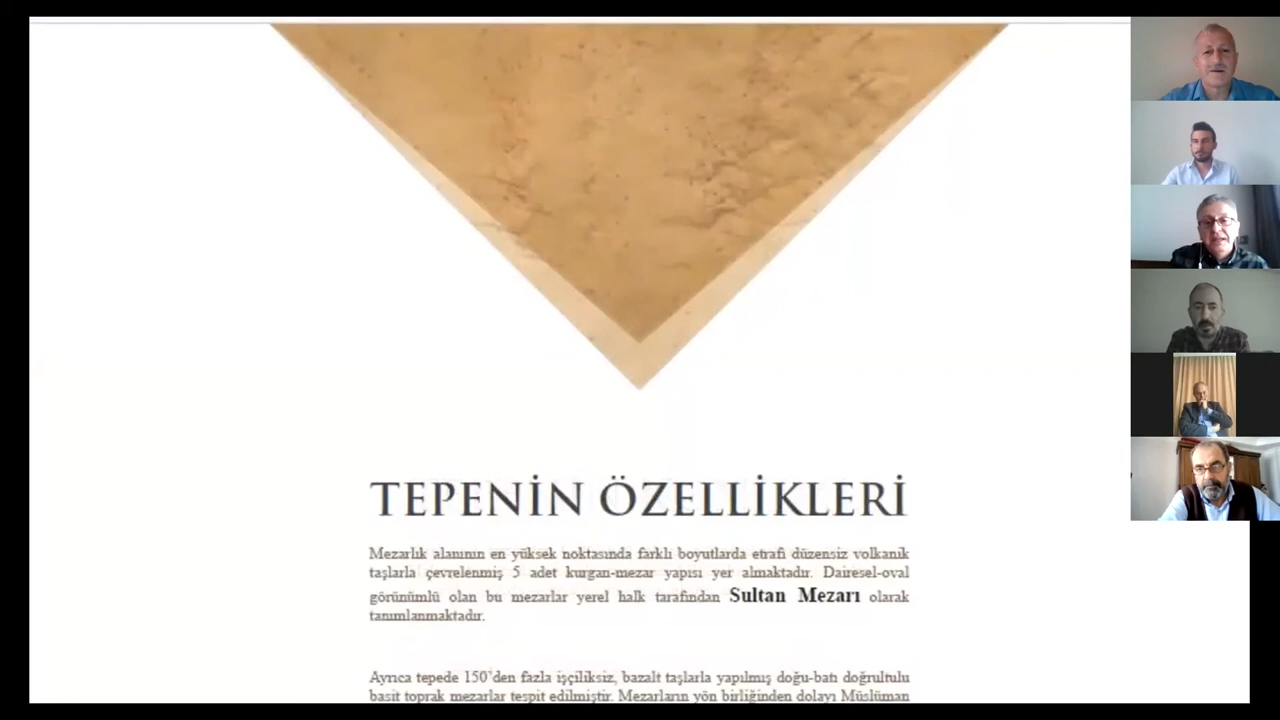 TEPENİN ÖZELLİKLERİ
Mezarlık alanının en yüksek noktasında farklı boyutlarda etrafi düzensiz volkanik
taşlarla çevrelenmiş 5 adet kurgan-mezar yapısı yer almaktadır. Dairesel-oval
görünümlü olan bu mezarlar yerel halk tarafından Sultan Mezarı olarak
tanımlanmaktadır.
Ayrıca tepede 150'den fazla işçiliksiz, bazalt taşlarla yapılmış doğu-batı doğrultulu
basit toprak mezarlar tespit edilmiştir. Mezarların yön birliğinden dolayı Müslüman